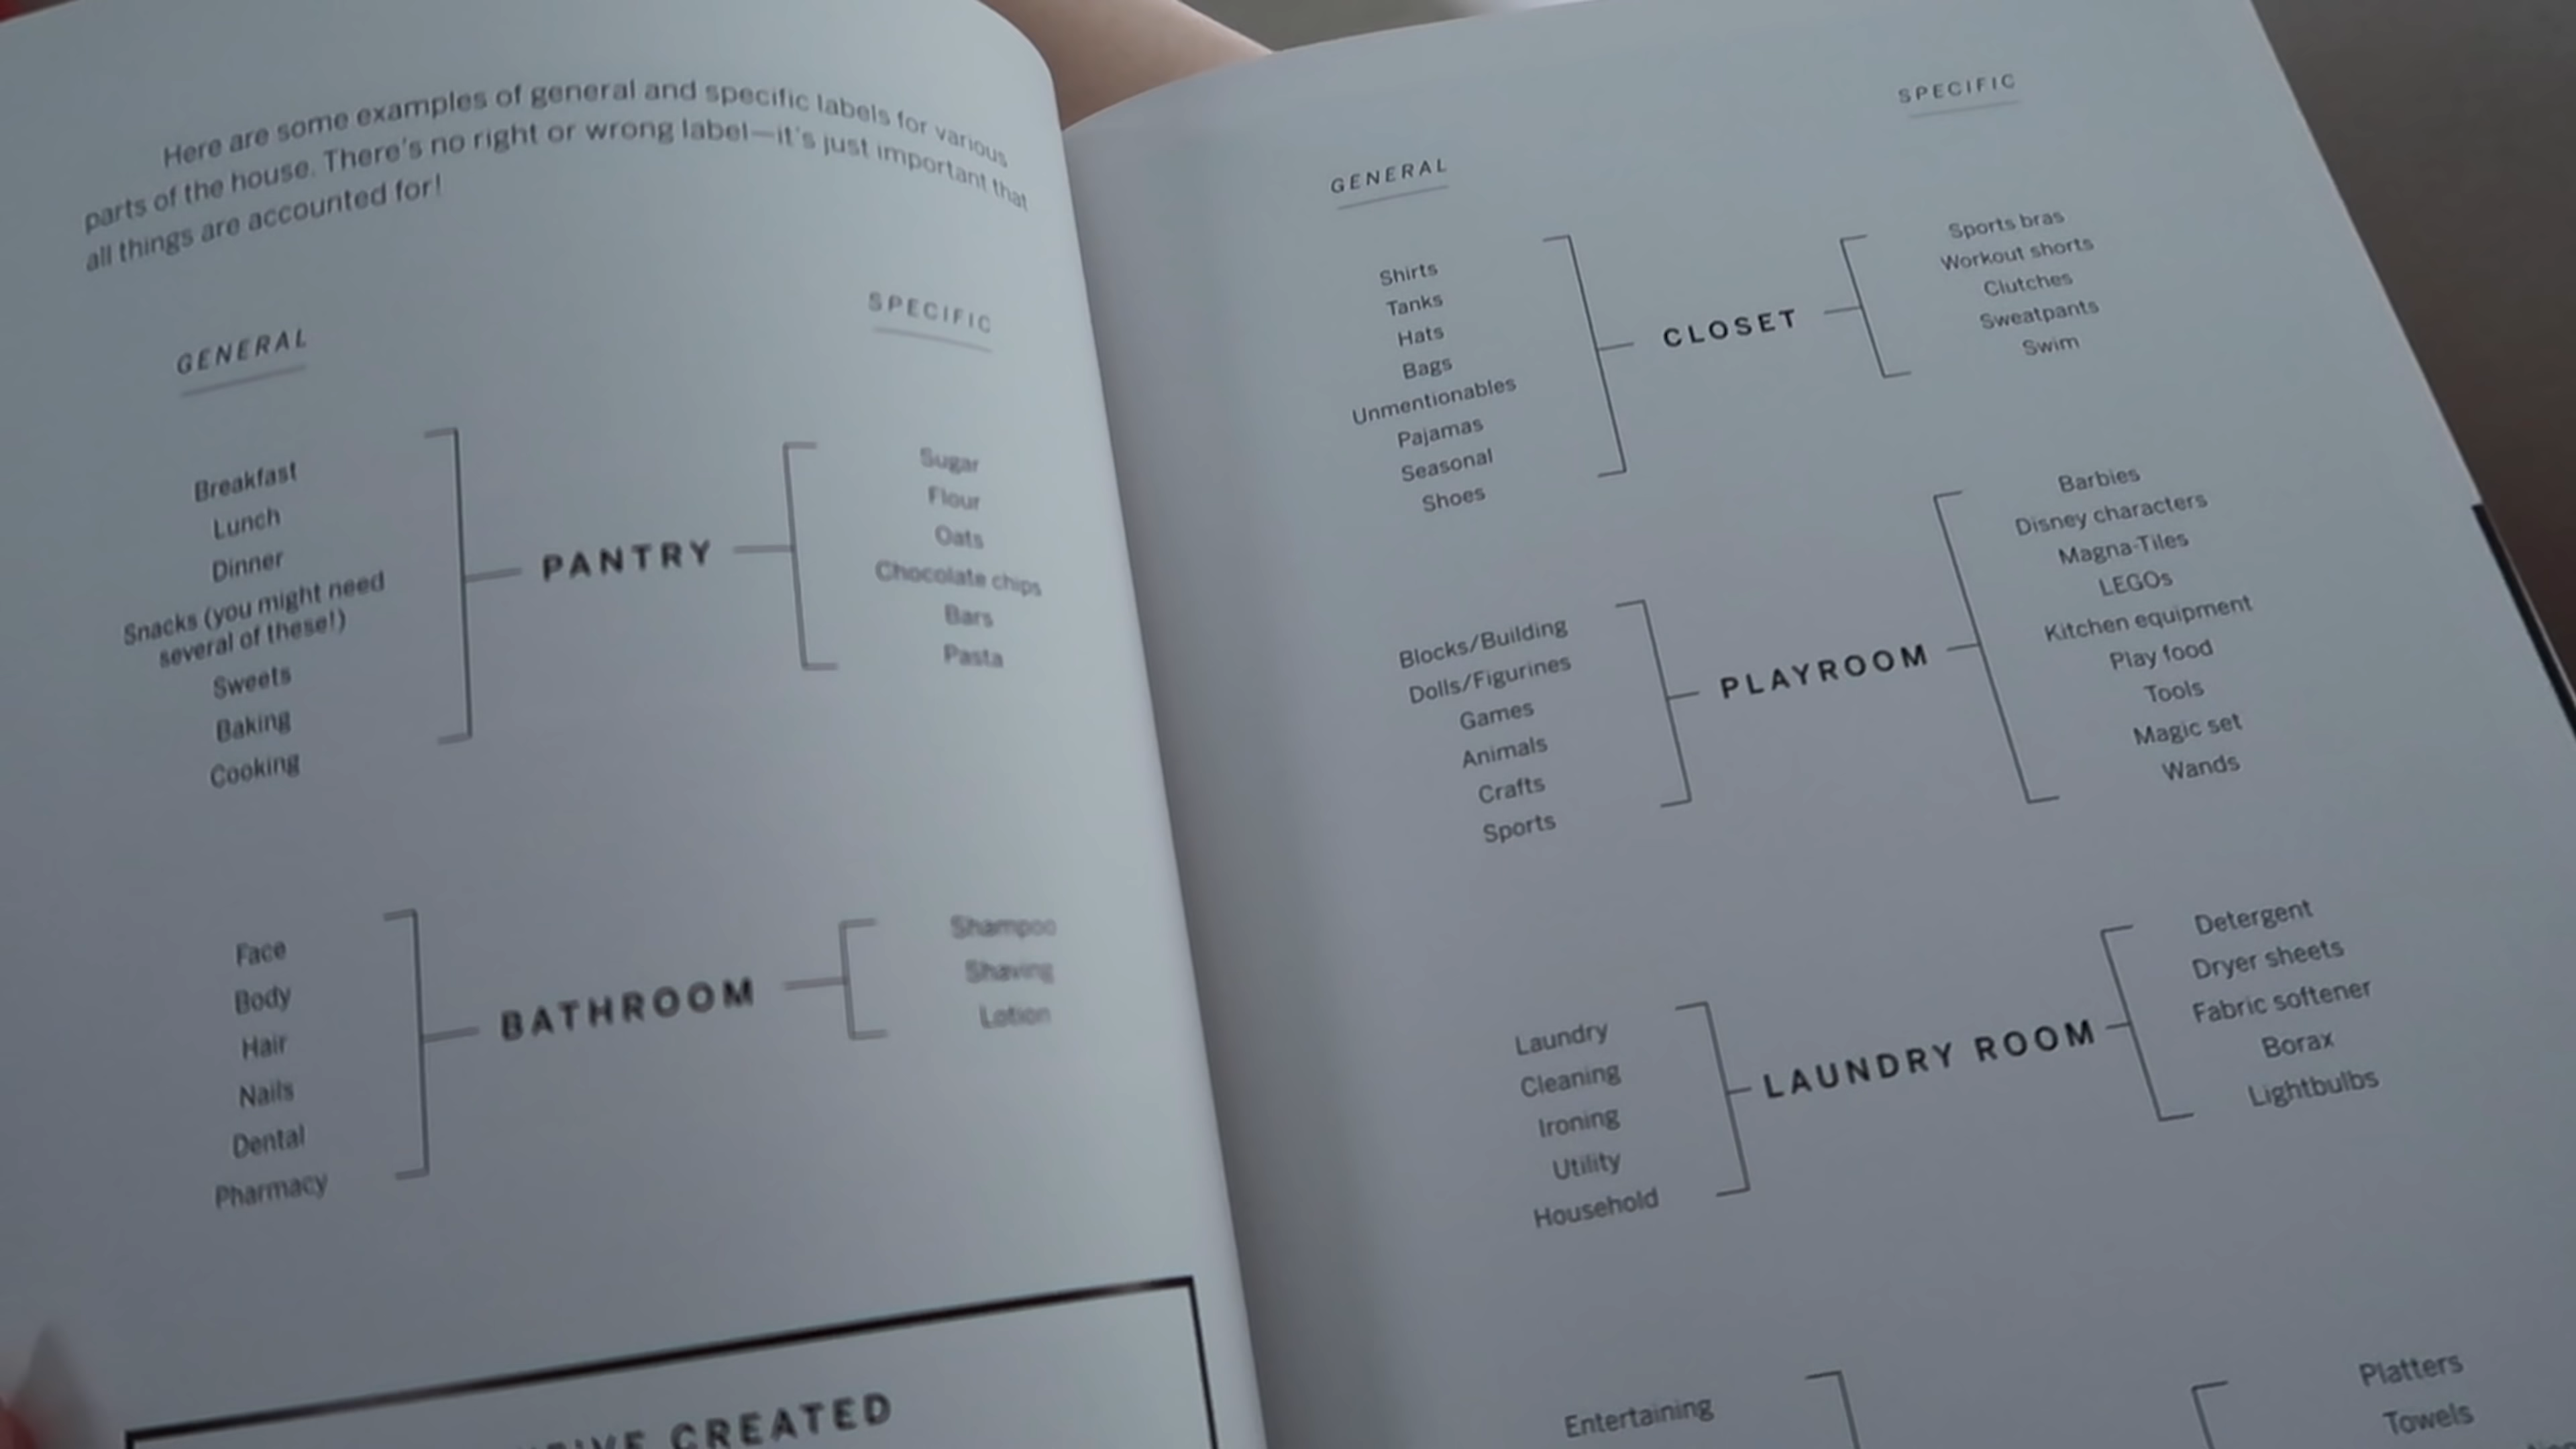 Here are some examples of general and specific labels for various
parts of the house. There's no right or wrong label—it's just important that
all things are accounted for!
GENERAL
SPECIFIC
Breakfast
Lunch
Dinner
Snacks (you might need
several of these!)
Sweets
Baking
Cooking
PANTRY
Sugar
Flour
Oats
Chocolate chips
Bars
Pasta
Face
Body
Hair
Nails
Dental
Pharmacy
BATHROOM
Shampoo
Shaving
Lotion
CREATED
GENERAL
SPECIFIC
Shirts
Tanks
Hats
Bags
Unmentionables
Pajamas
Seasonal
Shoes
CLOSET
Sports bras
Workout shorts
Clutches
Sweatpants
Swim
Blocks/Building
Dolls/Figurines
Games
Animals
Crafts
Sports
PLAYROOM
Barbies
Disney characters
Magna-Tiles
LEGOs
Kitchen equipment
Play food
Tools
Magic set
Wands
Laundry
Cleaning
Ironing
Utility
Household
LAUNDRY ROOM
Detergent
Dryer sheets
Fabric softener
Borax
Lightbulbs
Entertaining
Platters
Towels